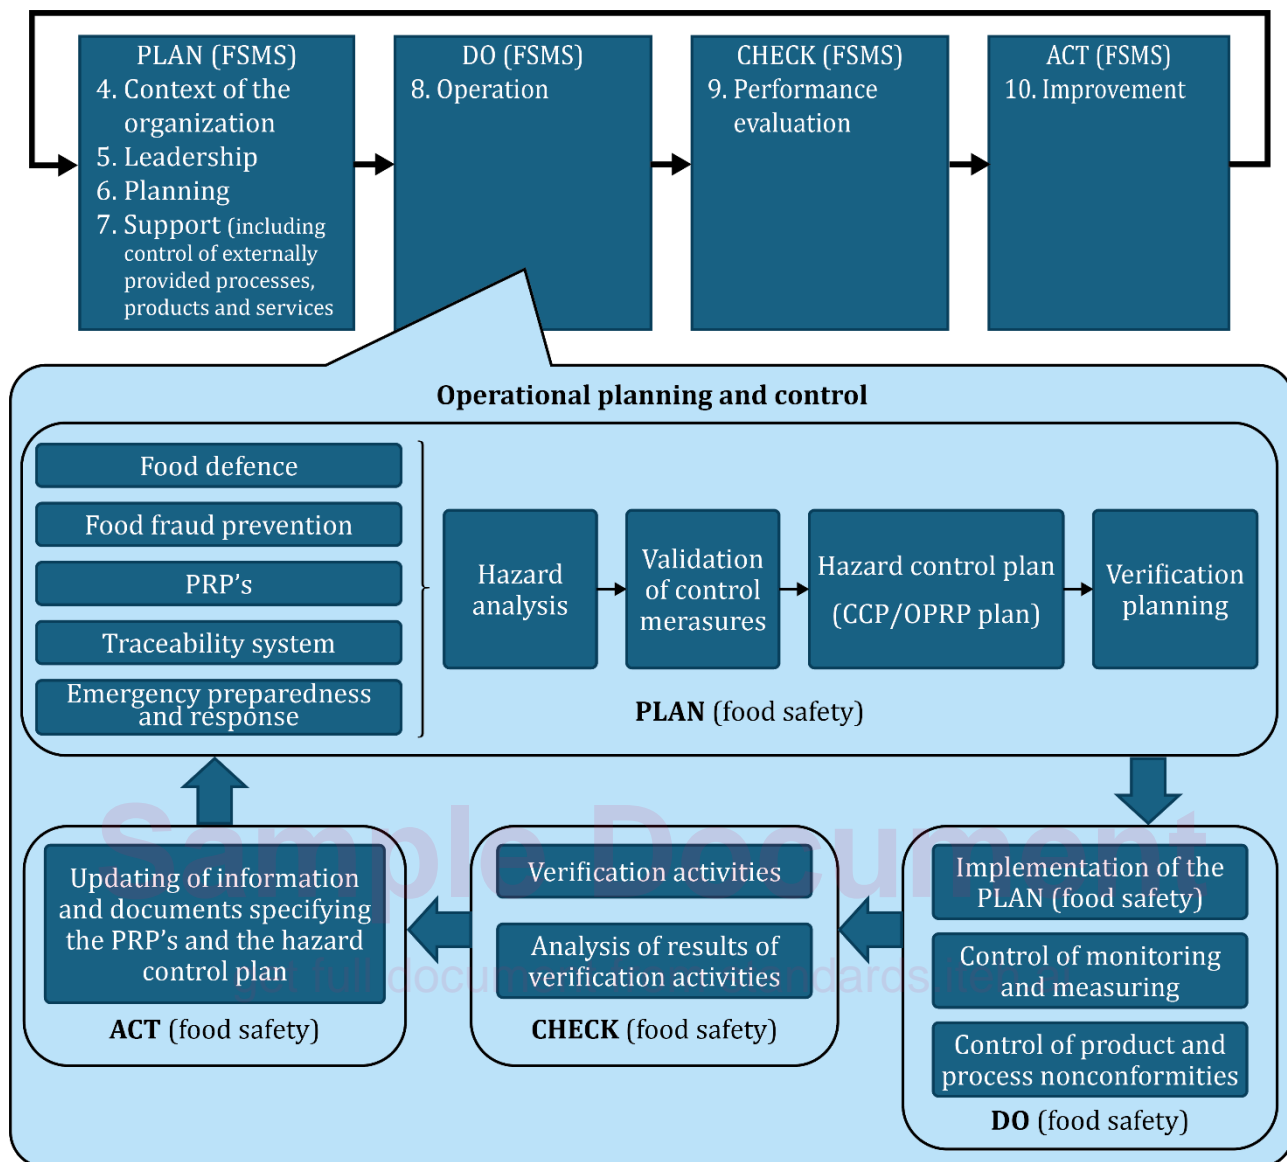 PLAN (FSMS)
4. Context of the
organization
5. Leadership
6. Planning
7. Support (including
control of externally
provided processes,
products and services
DO (FSMS)
8. Operation
CHECK (FSMS)
9. Performance
evaluation
ACT (FSMS)
10. Improvement
Operational planning and control
Food defence
Food fraud prevention
PRP's
Traceability system
Emergency preparedness
and response
Hazard
analysis
Validation
of control
merasures
Hazard control plan
(CCP/OPRP plan)
Verification
planning
PLAN (food safety)
Sample Document
Updating of information
and documents specifying
the PRP's and the hazard
control plan
ACT (food safety)
Verification activities
Analysis of results of
verification activities
CHECK (food safety)
Implementation of the
PLAN (food safety)
Control of monitoring
and measuring
Control of product and
process nonconformities
DO (food safety)
full document